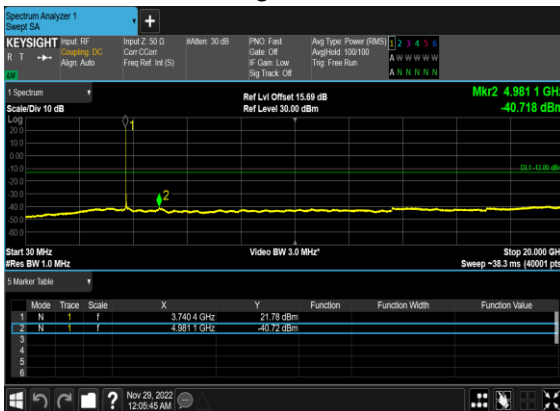 Spectrum Analyzer 1
Swept SA
KEYSIGHT
R T
LV
Input: RF
Coupling: DC
Align: Auto
Input Z: 50 Ω
Corr CCorr
Freq Ref: Int (S)
#Atten: 30 dB
PNO: Fast
Gate: Off
IF Gain: Low
Sig Track: Off
Avg Type: Power (RMS)
Avg|Hold: 100/100
Trig: Free Run
1 2 3 4 5 6
A W W W W W
A N N N N N
1 Spectrum
Scale/Div 10 dB
Ref Lvl Offset 15.69 dB
Ref Level 30.00 dBm
Mkr2 4.981 1 GHz
-40.718 dBm
Log
20.0
10.0
0.00
-10.0
-20.0
-30.0
-40.0
-50.0
-60.0
1
2
DL1 -13.00 dBm
Start 30 MHz
#Res BW 1.0 MHz
Video BW 3.0 MHz*
Stop 20.000 GHz
Sweep ~38.3 ms (40001 pts)
5 Marker Table
Mode Trace Scale X Y Function Function Width Function Value
1 N 1 f 3.740 4 GHz 21.78 dBm
2 N 1 f 4.981 1 GHz -40.72 dBm
3
4
5
6
?
Nov 29, 2022
12:05:45 AM